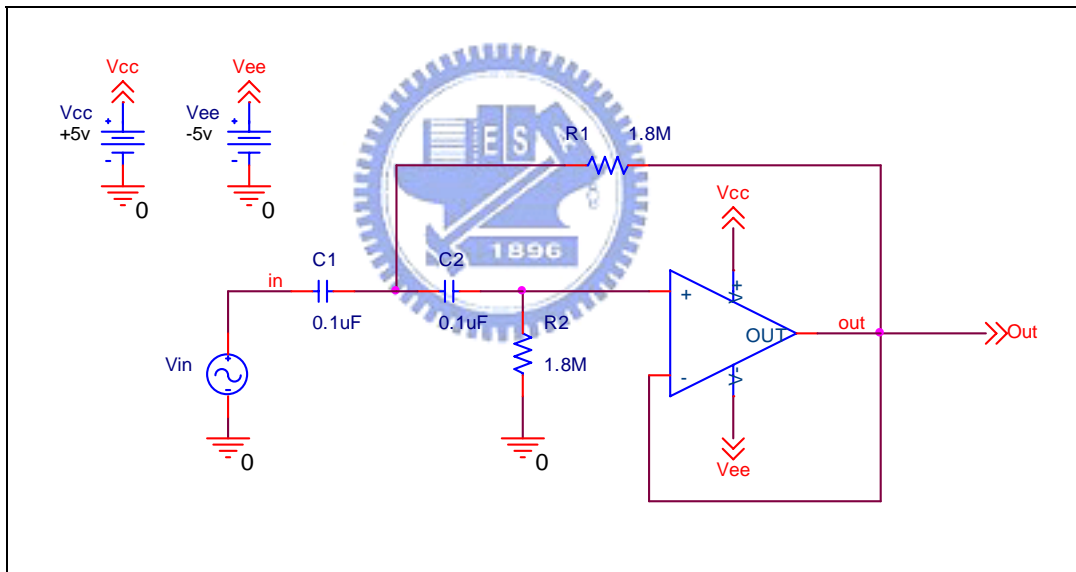 Vcc
Vee
Vcc
+5v
+
-
0
Vee
-5v
+
-
0
ES
1896
R1
1.8M
in
C1
0.1uF
C2
0.1uF
R2
1.8M
0
Vin
+
-
0
Vcc
+
-
V+
V-
OUT
out
Out
Vee